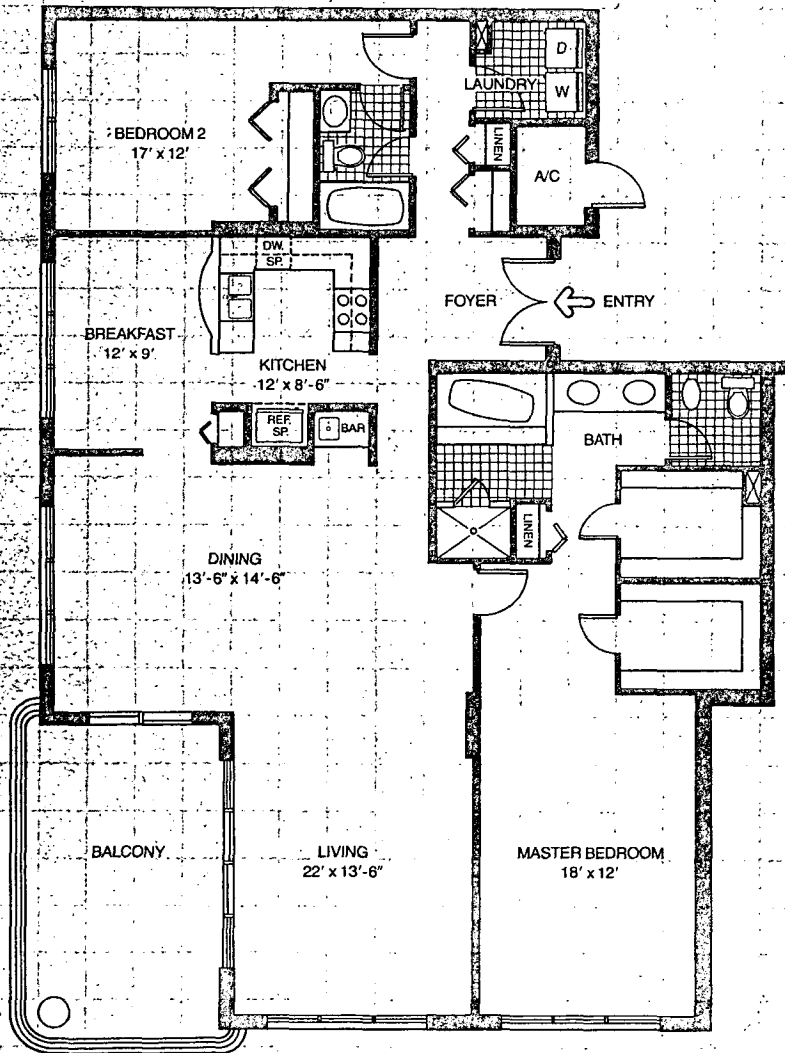 D
LAUNDRY
W
BEDROOM 2
17' x 12'
LINEN
A/C
DW.
SP.
FOYER
ENTRY
BREAKFAST
12' x 9'
KITCHEN
12' x 8'-6"
REF.
SP.
BAR
BATH
LINEN
DINING
13'-6" x 14'-6"
BALCONY
LIVING
22' x 13'-6"
MASTER BEDROOM
18' x 12'